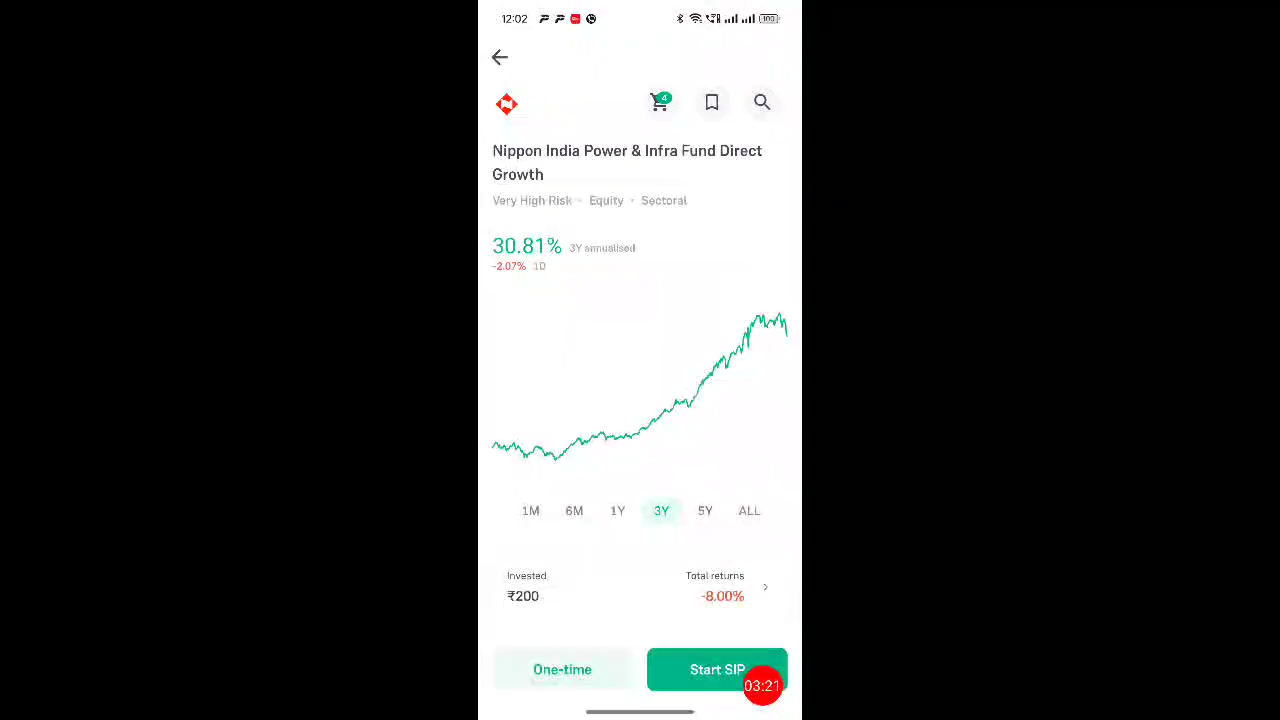 12:02
100
4
Nippon India Power & Infra Fund Direct
Growth
Very High Risk Equity Sectoral
30.81% 3Y annualised
-2.07% 1D
1M 6M 1Y 3Y 5Y ALL
Invested Total returns
₹200 -8.00%
One-time Start SIP
03:21